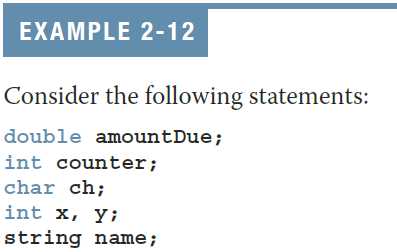 EXAMPLE 2-12
Consider the following statements:
double amountDue;
int counter;
char ch;
int x, y;
string name;